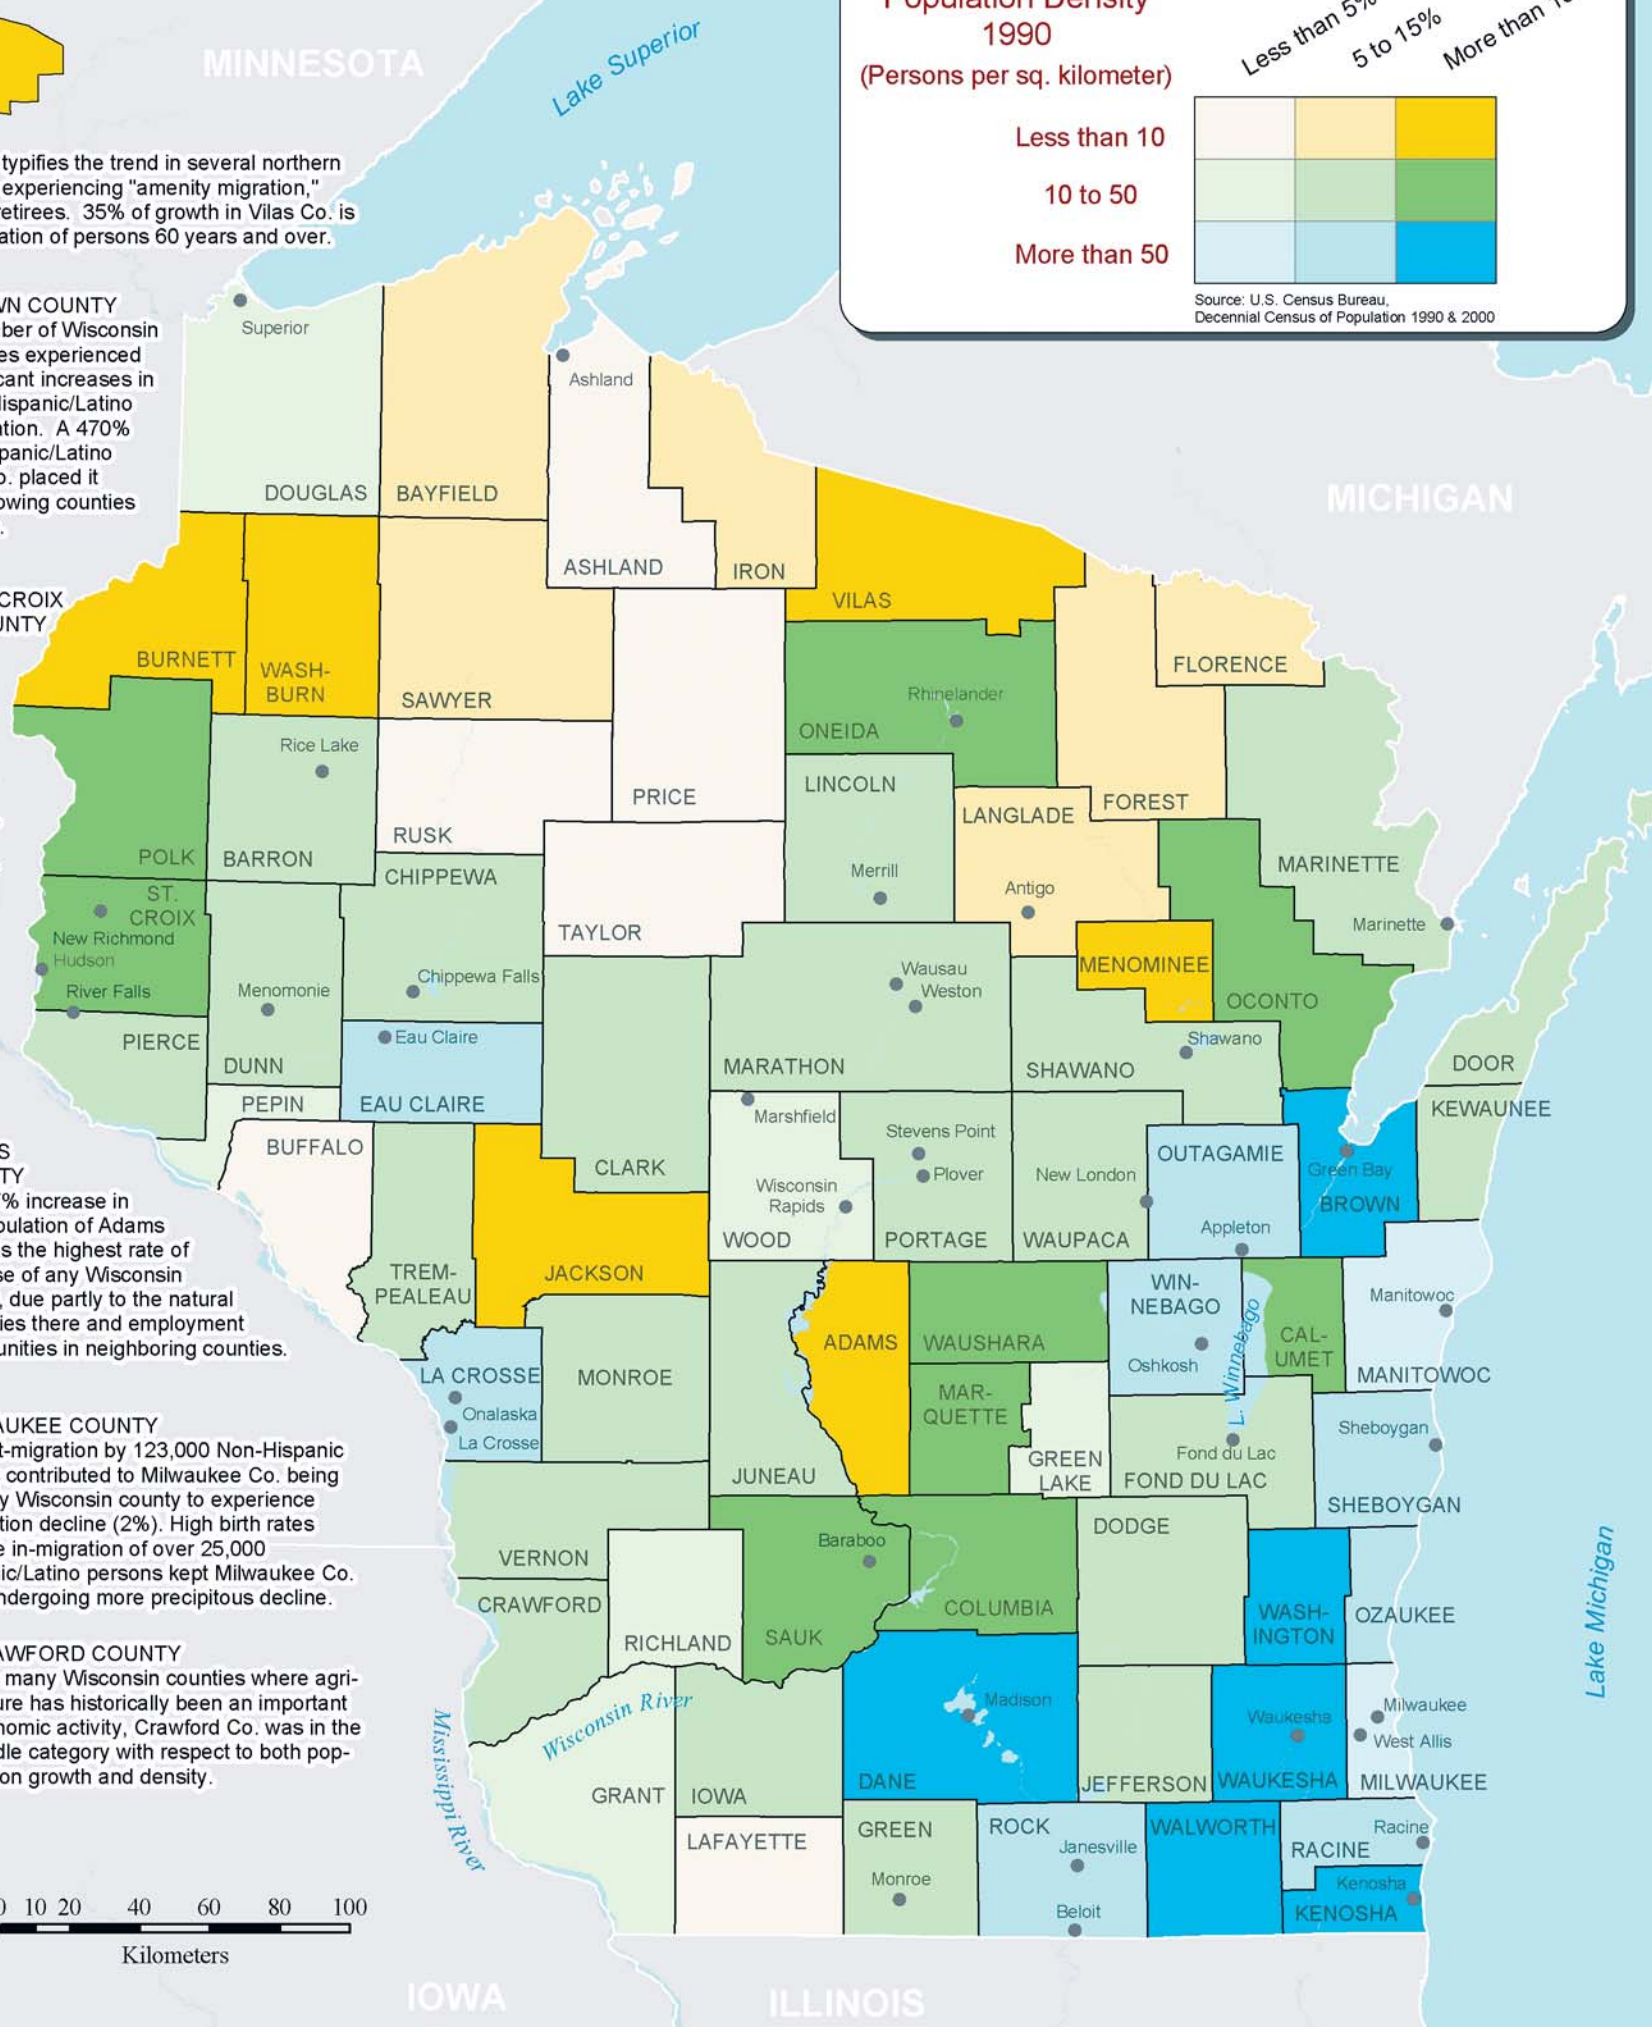 Population Density
1990
(Persons per sq. kilometer)
Less than 5%
5 to 15%
More than
Less than 10
10 to 50
More than 50
Source: U.S. Census Bureau,
Decennial Census of Population 1990 & 2000
MINNESOTA
Lake Superior
MICHIGAN
typifies the trend in several northern
experiencing "amenity migration,"
retirees. 35% of growth in Vilas Co. is
ation of persons 60 years and over.
WN COUNTY
ber of Wisconsin
es experienced
cant increases in
Hispanic/Latino
ation. A 470%
panic/Latino
o. placed it
owing counties
.
CROIX
UNTY
S
TY
% increase in
pulation of Adams
s the highest rate of
se of any Wisconsin
, due partly to the natural
ies there and employment
unities in neighboring counties.
AUKEE COUNTY
t-migration by 123,000 Non-Hispanic
contributed to Milwaukee Co. being
y Wisconsin county to experience
tion decline (2%). High birth rates
e in-migration of over 25,000
ic/Latino persons kept Milwaukee Co.
ndergoing more precipitous decline.
AWFORD COUNTY
many Wisconsin counties where agri-
ure has historically been an important
nomic activity, Crawford Co. was in the
dle category with respect to both pop-
on growth and density.
Superior
Ashland
DOUGLAS
BAYFIELD
ASHLAND
IRON
VILAS
BURNETT
WASH-
BURN
SAWYER
FLORENCE
Rhinelander
ONEIDA
Rice Lake
PRICE
LINCOLN
FOREST
LANGLADE
RUSK
POLK
BARRON
CHIPPEWA
MARINETTE
Merrill
Antigo
ST.
CROIX
New Richmond
Hudson
River Falls
TAYLOR
Marinette
MENOMINEE
Wausau
Weston
Chippewa Falls
Menomonie
OCONTO
PIERCE
DUNN
Eau Claire
MARATHON
SHAWANO
Shawano
DOOR
PEPIN
EAU CLAIRE
KEWAUNEE
Marshfield
BUFFALO
Stevens Point
Plover
New London
OUTAGAMIE
Green Bay
BROWN
CLARK
Wisconsin
Rapids
WOOD
PORTAGE
WAUPACA
Appleton
TREM-
PEALEAU
JACKSON
WIN-
NEBAGO
Oshkosh
L. Winnebago
Manitowoc
ADAMS
WAUSHARA
CAL-
UMET
MANITOWOC
LA CROSSE
Onalaska
La Crosse
MONROE
MAR-
QUETTE
JUNEAU
GREEN
LAKE
Fond du Lac
FOND DU LAC
Sheboygan
SHEBOYGAN
VERNON
Baraboo
DODGE
CRAWFORD
RICHLAND
SAUK
COLUMBIA
WASH-
INGTON
OZAUKEE
Lake Michigan
Wisconsin River
Mississippi River
Madison
Waukesha
Milwaukee
West Allis
GRANT
IOWA
DANE
JEFFERSON
WAUKESHA
MILWAUKEE
LAFAYETTE
GREEN
Monroe
ROCK
Janesville
Beloit
WALWORTH
Racine
RACINE
Kenosha
KENOSHA
0 10 20 40 60 80 100
Kilometers
IOWA
ILLINOIS